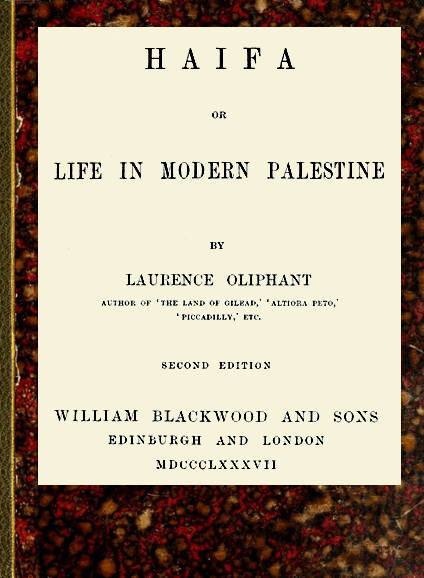 HAIFA
OR
LIFE IN MODERN PALESTINE
BY
LAURENCE OLIPHANT
AUTHOR OF 'THE LAND OF GILEAD,' 'ALTIORA PETO,'
'PICCADILLY,' ETC.
SECOND EDITION
WILLIAM BLACKWOOD AND SONS
EDINBURGH AND LONDON
MDCCCLXXXVII